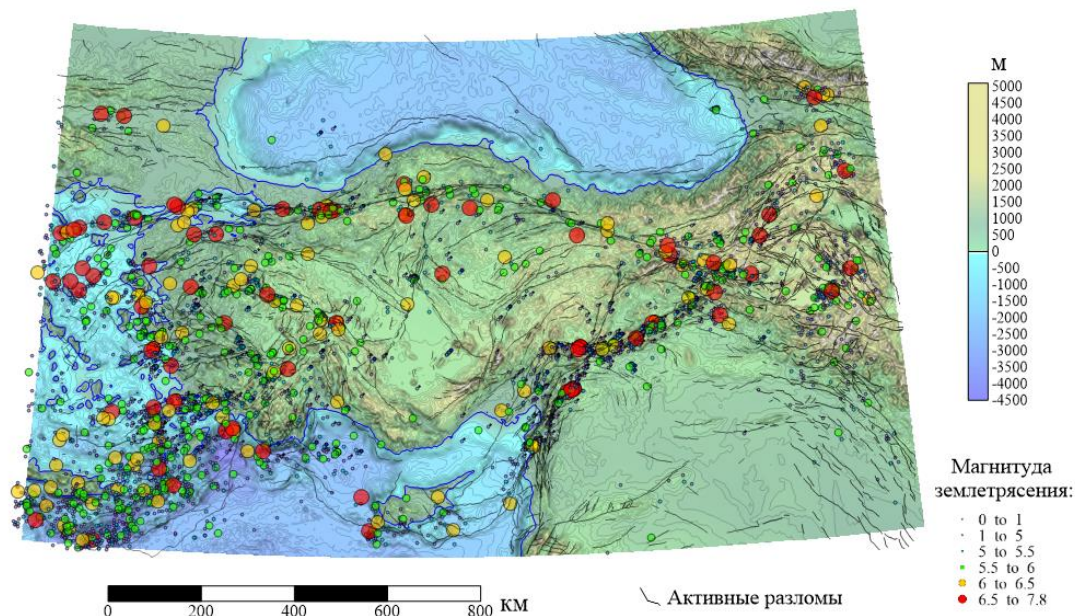 М
5000
4500
4000
3500
3000
2500
2000
1500
1000
500
0
-500
-1000
-1500
-2000
-2500
-3000
-3500
-4000
-4500
Магнитуда
землетрясения:
0 to 1
1 to 5
5 to 5.5
5.5 to 6
6 to 6.5
6.5 to 7.8
0 200 400 600 800 км
Активные разломы